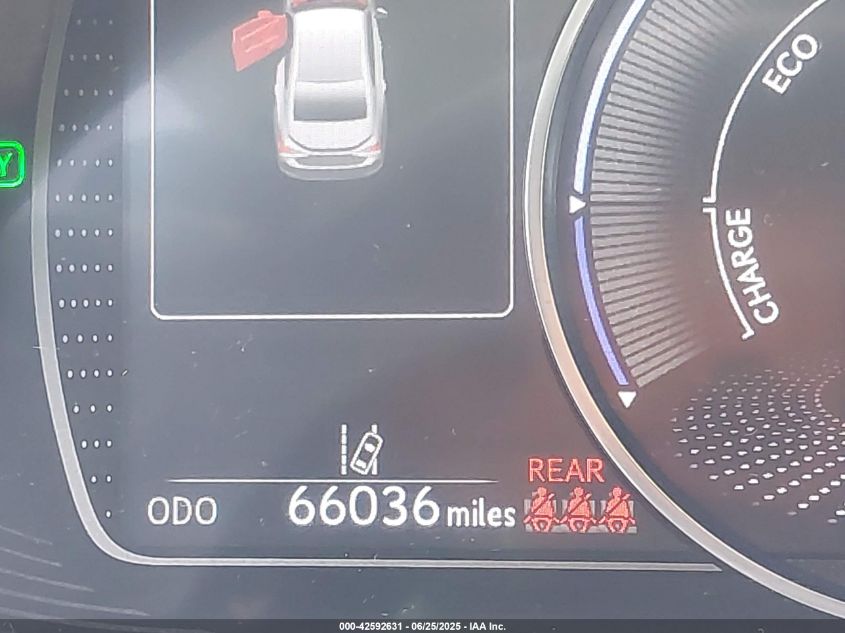 ECO
CHARGE
REAR
ODO 66036 miles
000-42592631 - 06/25/2025 - IAA Inc.